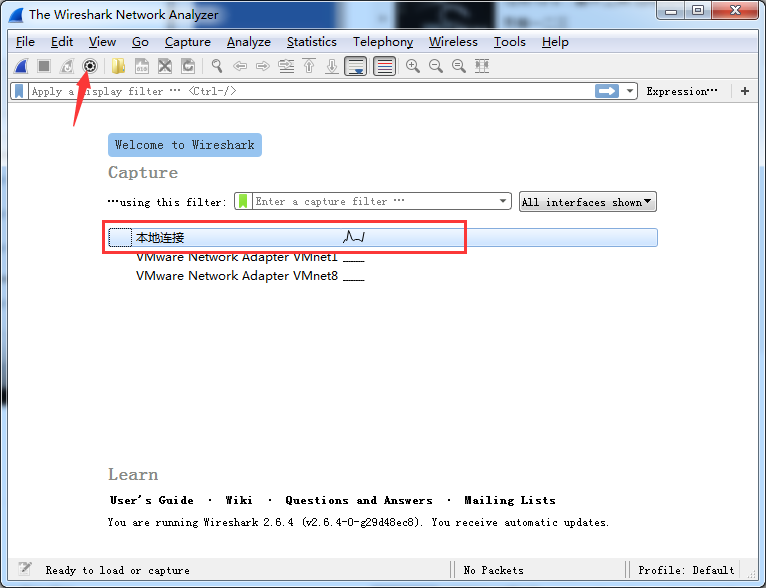 The Wireshark Network Analyzer
File Edit View Go Capture Analyze Statistics Telephony Wireless Tools Help
Apply a display filter … <Ctrl-/> Expression…
Welcome to Wireshark
Capture
…using this filter: Enter a capture filter … All interfaces shown
本地连接
VMware Network Adapter VMnet1
VMware Network Adapter VMnet8
Learn
User's Guide · Wiki · Questions and Answers · Mailing Lists
You are running Wireshark 2.6.4 (v2.6.4-0-g29d48ec8). You receive automatic updates.
Ready to load or capture No Packets Profile: Default